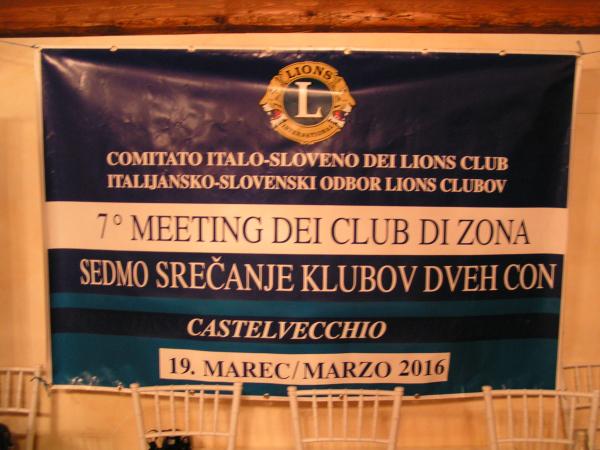 LIONS
L
INTERNATIONAL
COMITATO ITALO-SLOVENO DEI LIONS CLUB
ITALIJANSKO-SLOVENSKI ODBOR LIONS CLUBOV
7° MEETING DEI CLUB DI ZONA
SEDMO SREČANJE KLUBOV DVEH CON
CASTELVECCHIO
19. MAREC/MARZO 2016